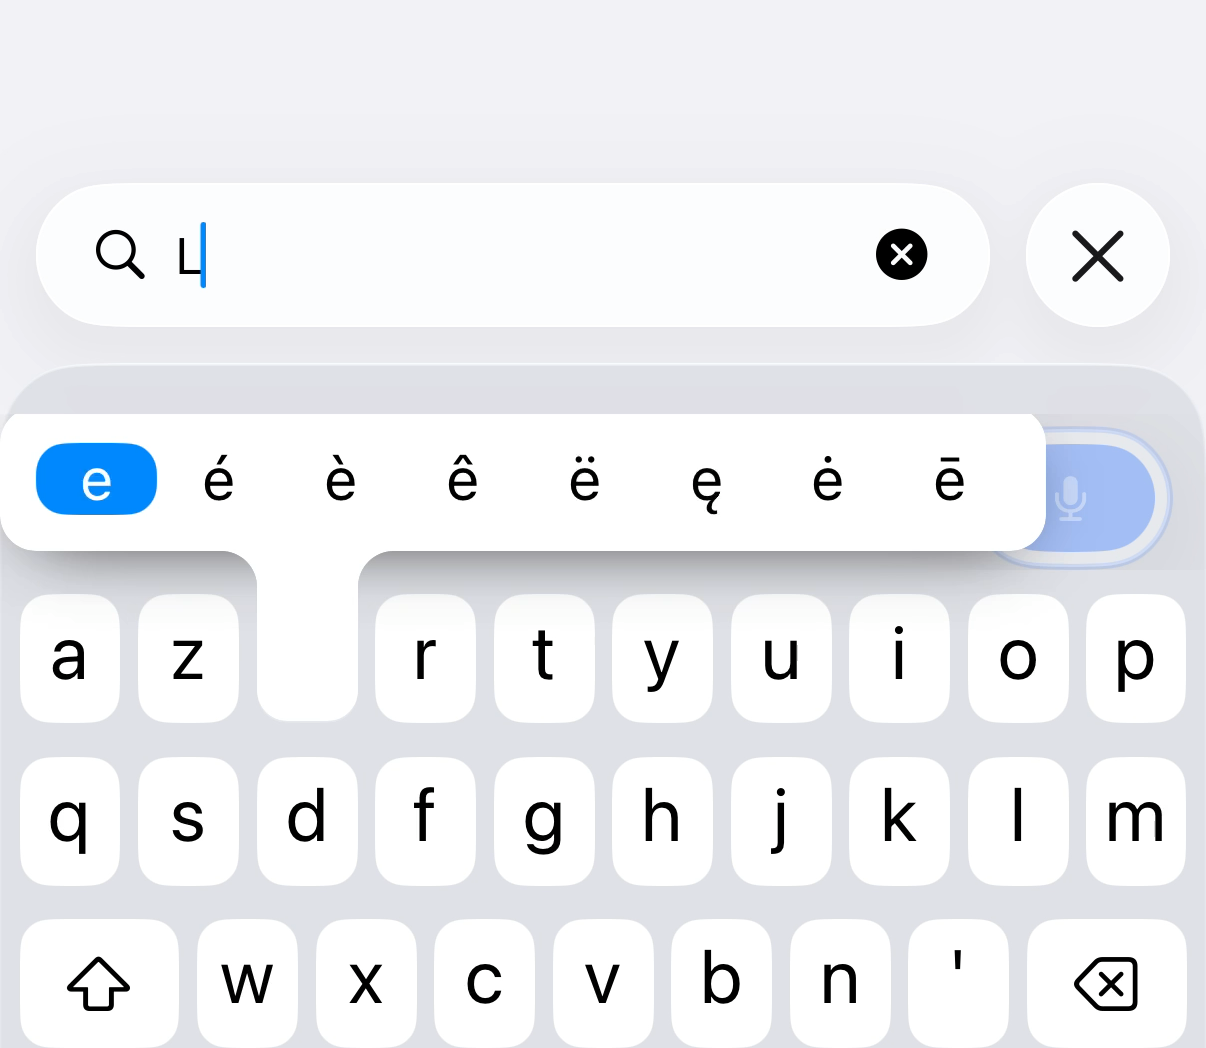 L
e é è ê ë ę ė ē
a z r t y u i o p
q s d f g h j k l m
w x c v b n '